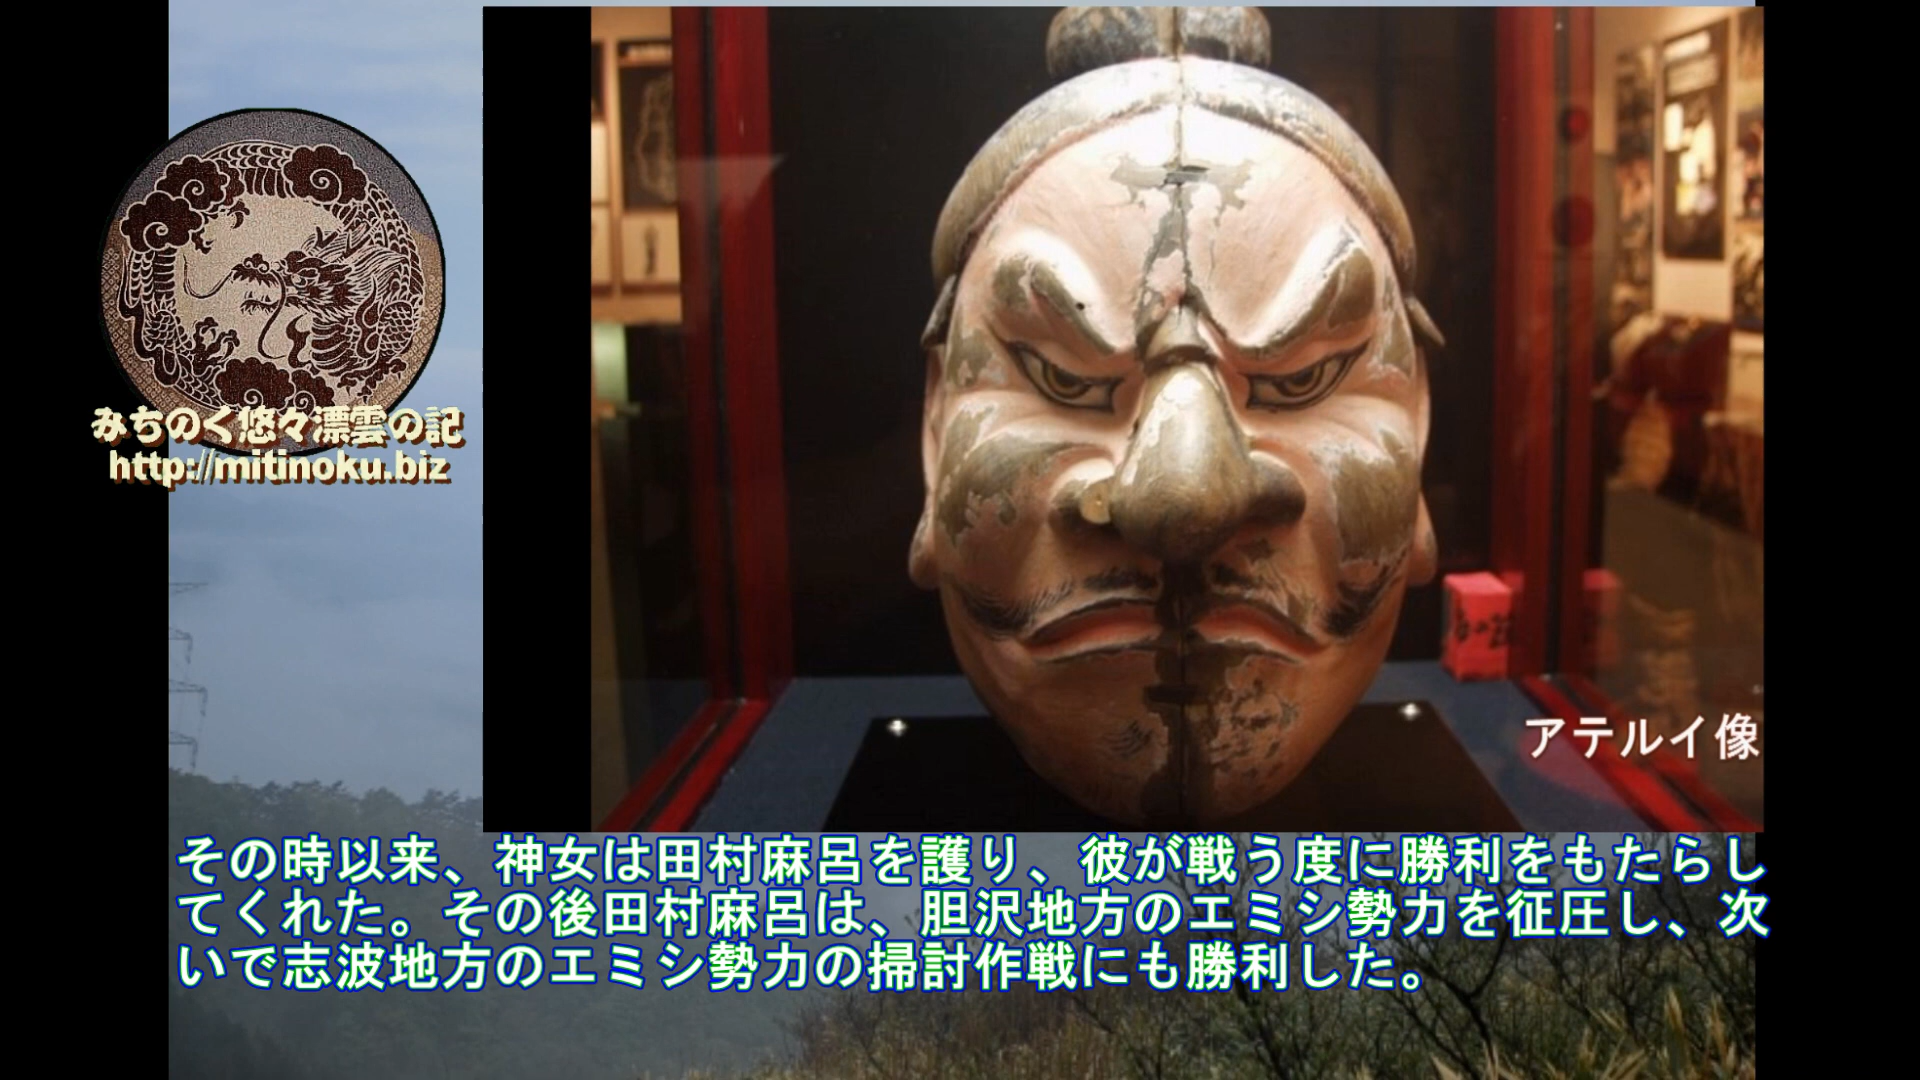 みちのく悠々漂雲の記
http://mitinoku.biz
アテルイ像
その時以来、神女は田村麻呂を護り、彼が戦う度に勝利をもたらし
てくれた。その後田村麻呂は、胆沢地方のエミシ勢力を征圧し、次
いで志波地方のエミシ勢力の掃討作戦にも勝利した。